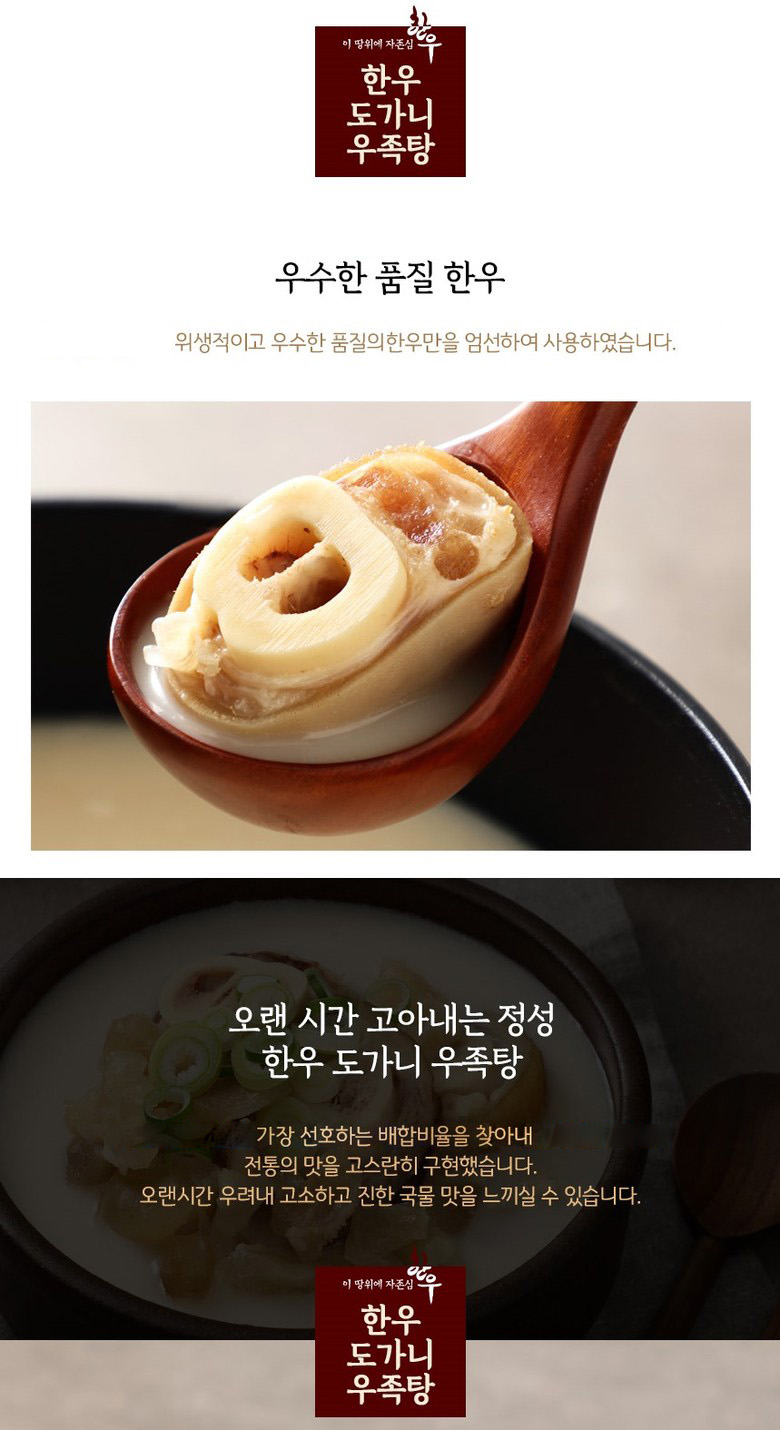 한우
이 땅위에 자존심
한우
도가니
우족탕
우수한 품질 한우
위생적이고 우수한 품질의한우만을 엄선하여 사용하였습니다.
오랜 시간 고아내는 정성
한우 도가니 우족탕
가장 선호하는 배합비율을 찾아내
전통의 맛을 고스란히 구현했습니다.
오랜시간 우려내 고소하고 진한 국물 맛을 느끼실 수 있습니다.
한우
이 땅위에 자존심
한우
도가니
우족탕